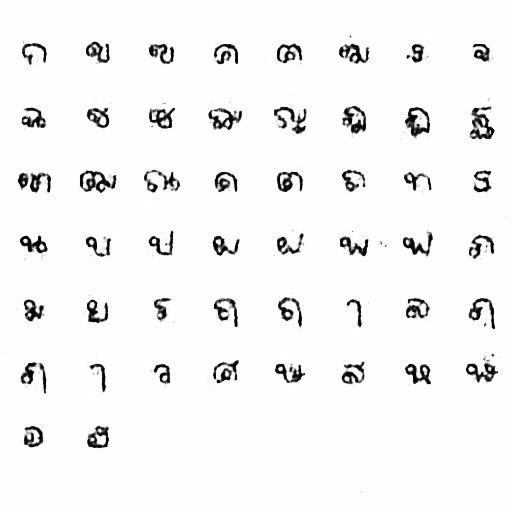 ก ข ฃ ค ฅ ฆ ง จ
ฉ ช ซ ฌ ญ ฎ ฏ ฐ
ฑ ฒ ณ ด ต ถ ท ธ
น บ ป ผ ฝ พ ฟ ภ
ม ย ร ฤ ฤ ๅ ล ฦ
ฦ ๅ ว ศ ษ ส ห ฬ
อ ฮ